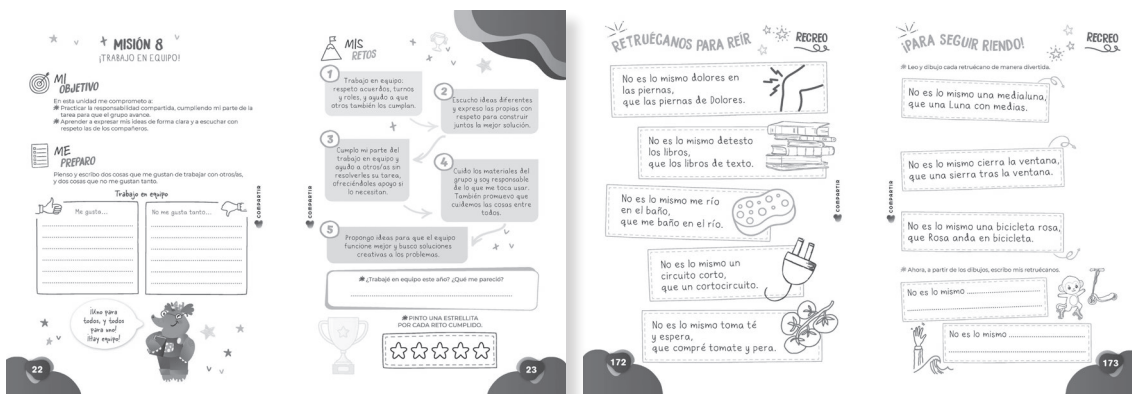 MISIÓN 8
¡TRABAJO EN EQUIPO!
MI
OBJETIVO
En esta unidad me comprometo a:
Practicar la responsabilidad compartida, cumpliendo mi parte de la
tarea para que el grupo avance.
Aprender a expresar mis ideas de forma clara y a escuchar con
respeto las de los compañeros.
ME
PREPARO
Pienso y escribo dos cosas que me gustan de trabajar con otros/as,
y dos cosas que no me gustan tanto.
Trabajo en equipo
Me gusta...
No me gusta tanto...
¡Uno para
todos, y todos
para uno!
¡Hay equipo!
COMPARTIR
22
MIS
RETOS
1
Trabajo en equipo:
respeto acuerdos, turnos
y roles, y ayudo a que
otros también los cumplan.
2
Escucho ideas diferentes
y expreso las propias con
respeto para construir
juntos la mejor solución.
3
Cumplo mi parte del
trabajo en equipo y
ayudo a otros/as sin
resolverles su tarea,
ofreciéndoles apoyo si
lo necesitan.
4
Cuido los materiales del
grupo y soy responsable
de lo que me toca usar.
También promuevo que
cuidemos las cosas entre
todos.
5
Propongo ideas para que el equipo
funcione mejor y busco soluciones
creativas a los problemas.
¿Trabajé en equipo este año? ¿Qué me pareció?
PINTO UNA ESTRELLITA
POR CADA RETO CUMPLIDO.
COMPARTIR
23
RETRUÉCANOS PARA REÍR
RECREO
No es lo mismo dolores en
las piernas,
que las piernas de Dolores.
No es lo mismo detesto
los libros,
que los libros de texto.
No es lo mismo me río
en el baño,
que me baño en el río.
No es lo mismo un
circuito corto,
que un cortocircuito.
No es lo mismo toma té
y espera,
que compré tomate y pera.
COMPARTIR
172
¡PARA SEGUIR RIENDO!
RECREO
Leo y dibujo cada retruécano de manera divertida.
No es lo mismo una medialuna,
que una Luna con medias.
No es lo mismo cierra la ventana,
que una sierra tras la ventana.
No es lo mismo una bicicleta rosa,
que Rosa anda en bicicleta.
Ahora, a partir de los dibujos, escribo mis retruécanos.
No es lo mismo
No es lo mismo
COMPARTIR
173